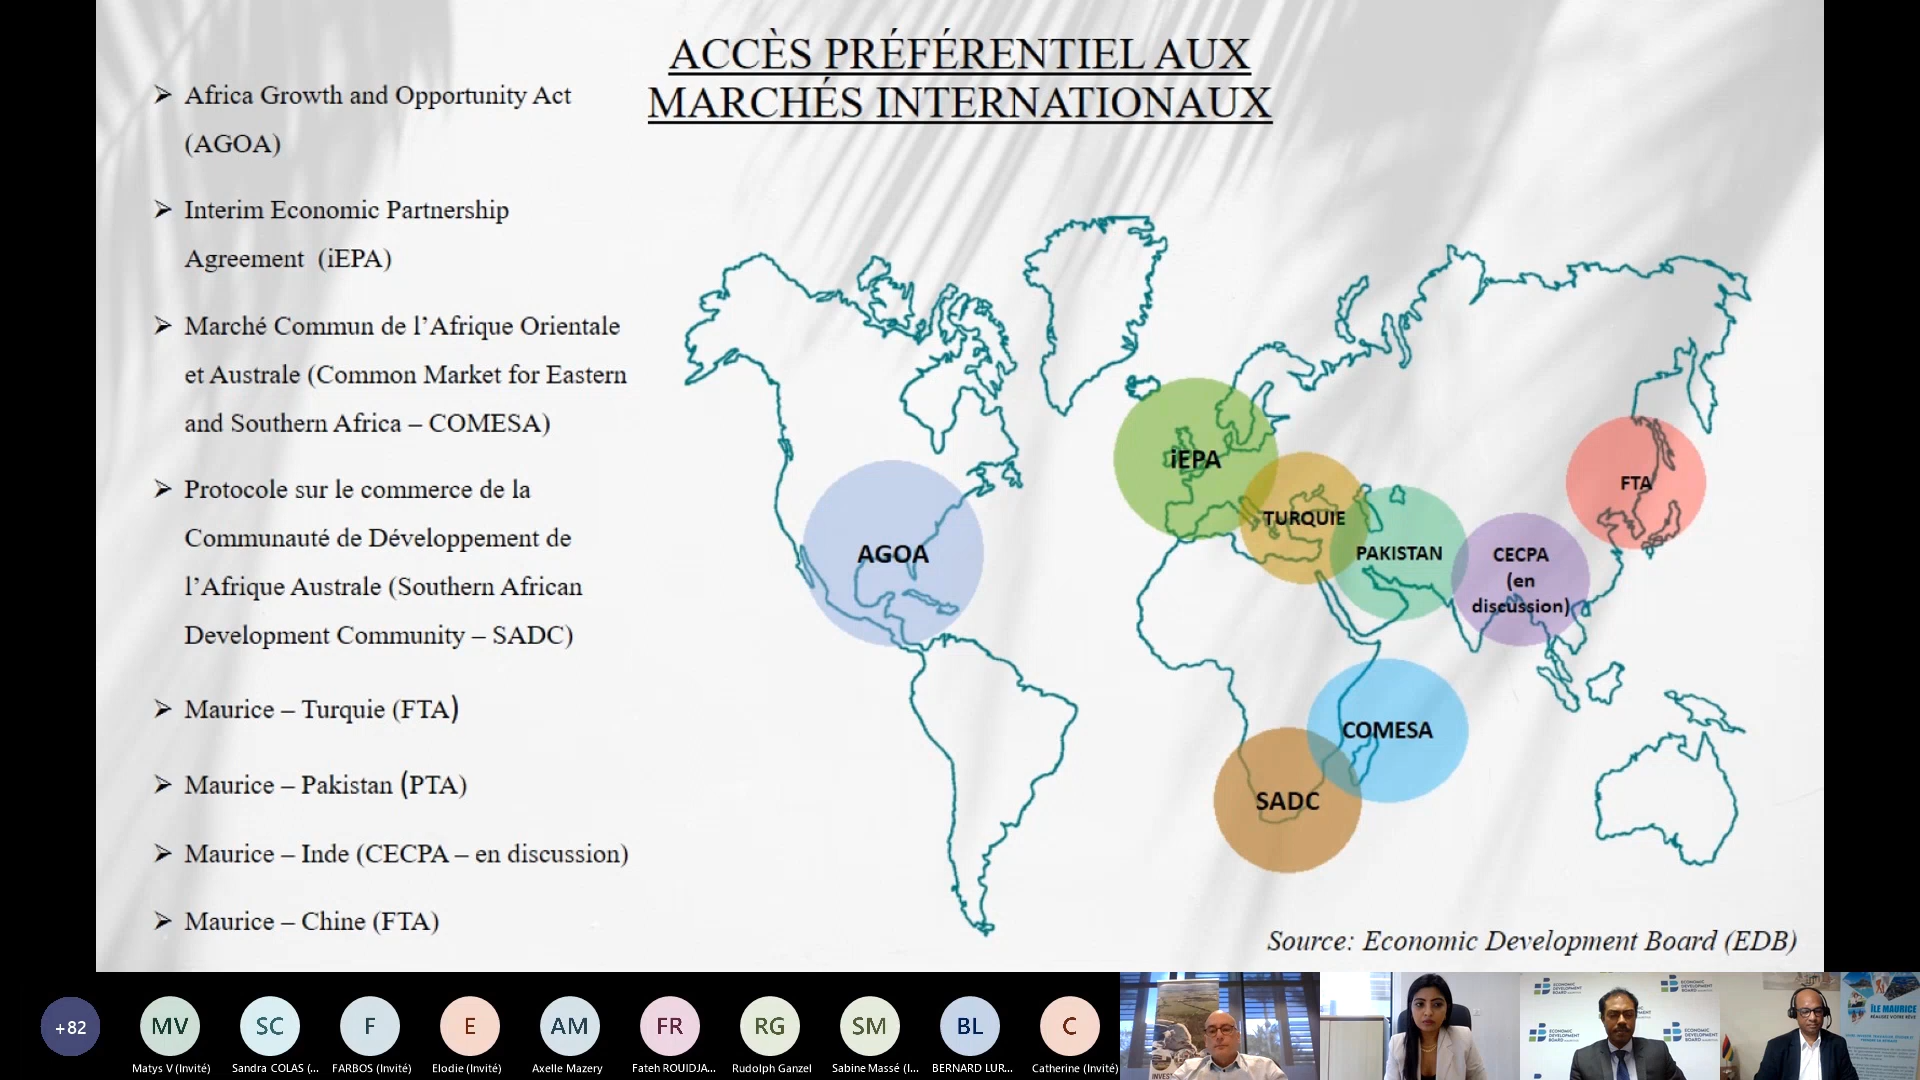 ACCÈS PRÉFÉRENTIEL AUX
MARCHÉS INTERNATIONAUX
➢ Africa Growth and Opportunity Act
(AGOA)
➢ Interim Economic Partnership
Agreement (iEPA)
➢ Marché Commun de l’Afrique Orientale
et Australe (Common Market for Eastern
and Southern Africa – COMESA)
➢ Protocole sur le commerce de la
Communauté de Développement de
l’Afrique Australe (Southern African
Development Community – SADC)
➢ Maurice – Turquie (FTA)
➢ Maurice – Pakistan (PTA)
➢ Maurice – Inde (CECPA – en discussion)
➢ Maurice – Chine (FTA)
iEPA
TURQUIE
PAKISTAN
CECPA
(en
discussion)
FTA
AGOA
COMESA
SADC
Source: Economic Development Board (EDB)
+82
MV
SC
F
E
AM
FR
RG
SM
BL
C
Matys V (Invité)
Sandra COLAS (...
FARBOS (Invité)
Elodie (Invité)
Axelle Mazery
Fateh ROUIDJA...
Rudolph Ganzel
Sabine Massé (I...
BERNARD LUR...
Catherine (Invité)
ECONOMIC
DEVELOPMENT
BOARD
ÎLE MAURICE